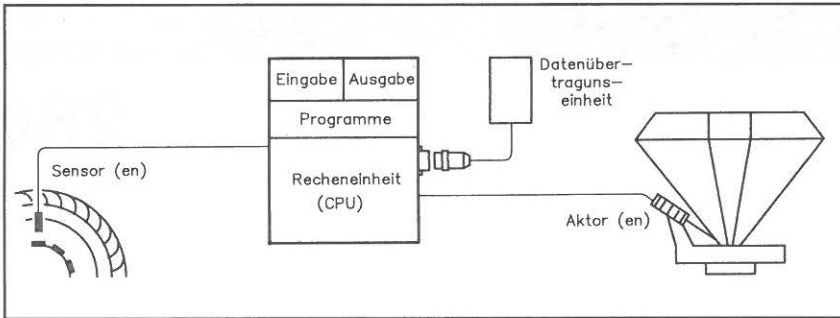 Eingabe
Ausgabe
Programme
Recheneinheit
(CPU)
Sensor (en)
Datenüber-
traguns-
einheit
Aktor (en)